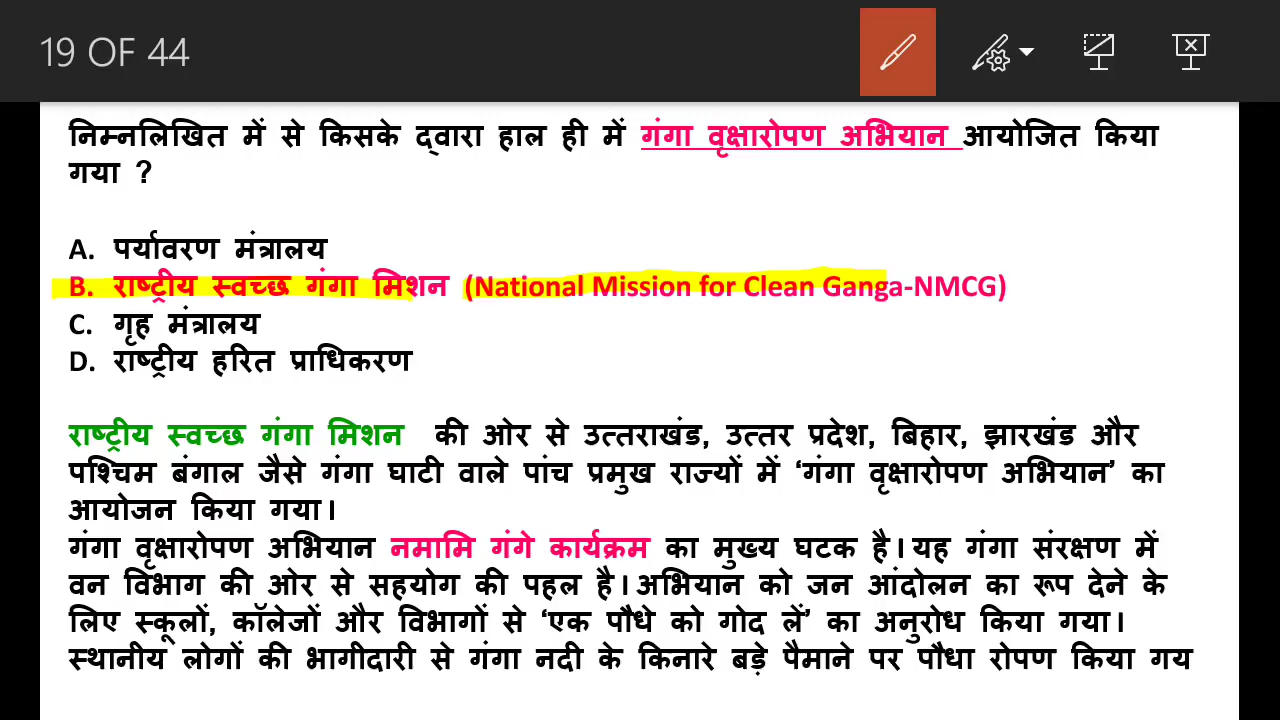 19 OF 44
निम्नलिखित में से किसके द्वारा हाल ही में गंगा वृक्षारोपण अभियान आयोजित किया
गया ?
A. पर्यावरण मंत्रालय
B. राष्ट्रीय स्वच्छ गंगा मिशन (National Mission for Clean Ganga-NMCG)
C. गृह मंत्रालय
D. राष्ट्रीय हरित प्राधिकरण
राष्ट्रीय स्वच्छ गंगा मिशन की ओर से उत्तराखंड, उत्तर प्रदेश, बिहार, झारखंड और
पश्चिम बंगाल जैसे गंगा घाटी वाले पांच प्रमुख राज्यों में ‘गंगा वृक्षारोपण अभियान’ का
आयोजन किया गया।
गंगा वृक्षारोपण अभियान नमामि गंगे कार्यक्रम का मुख्य घटक है। यह गंगा संरक्षण में
वन विभाग की ओर से सहयोग की पहल है। अभियान को जन आंदोलन का रूप देने के
लिए स्कूलों, कॉलेजों और विभागों से ‘एक पौधे को गोद लें’ का अनुरोध किया गया।
स्थानीय लोगों की भागीदारी से गंगा नदी के किनारे बड़े पैमाने पर पौधा रोपण किया गय